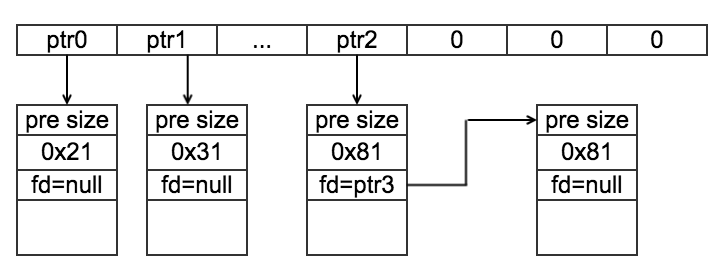 ptr0 ptr1 ... ptr2 0 0 0
pre size pre size pre size pre size
0x21 0x31 0x81 0x81
fd=null fd=null fd=ptr3 fd=null